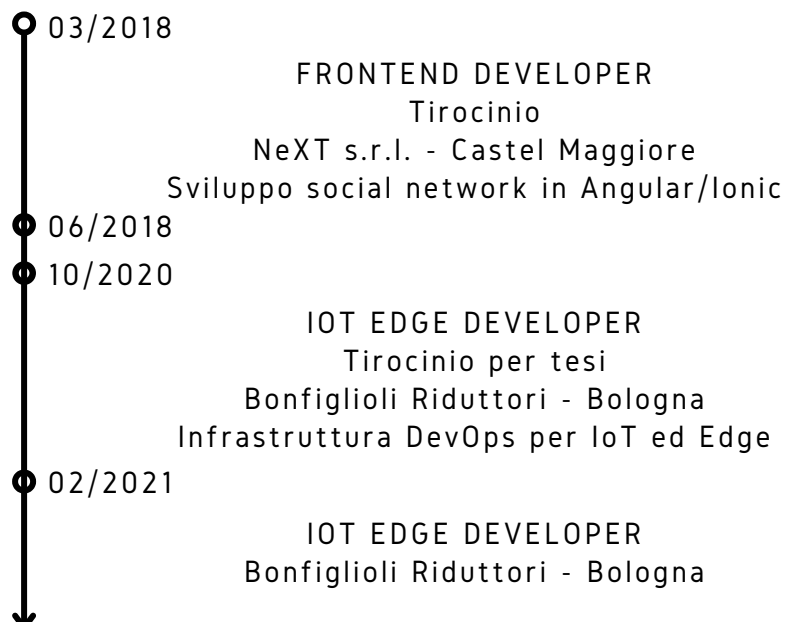 03/2018
FRONTEND DEVELOPER
Tirocinio
NeXT s.r.l. - Castel Maggiore
Sviluppo social network in Angular/Ionic
06/2018
10/2020
IOT EDGE DEVELOPER
Tirocinio per tesi
Bonfiglioli Riduttori - Bologna
Infrastruttura DevOps per IoT ed Edge
02/2021
IOT EDGE DEVELOPER
Bonfiglioli Riduttori - Bologna